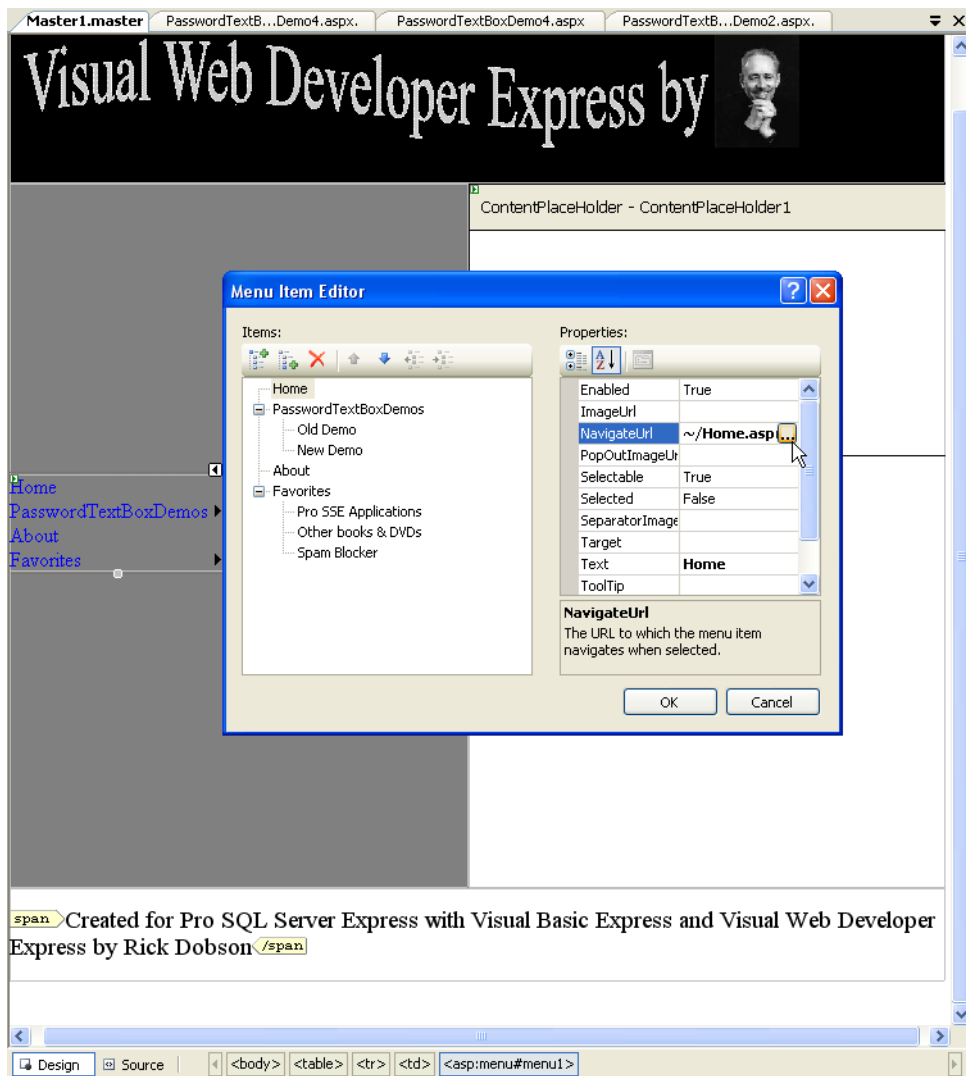 Master1.master PasswordTextB...Demo4.aspx. PasswordTextBoxDemo4.aspx PasswordTextB...Demo2.aspx.
Visual Web Developer Express by
ContentPlaceHolder - ContentPlaceHolder1
Home
PasswordTextBoxDemos
About
Favorites
Menu Item Editor
Items:
Home
PasswordTextBoxDemos
Old Demo
New Demo
About
Favorites
Pro SSE Applications
Other books & DVDs
Spam Blocker
Properties:
Enabled True
ImageUrl
NavigateUrl ~/Home.asp ...
PopOutImageUr
Selectable True
Selected False
SeparatorImage
Target
Text Home
ToolTip
NavigateUrl
The URL to which the menu item
navigates when selected.
OK Cancel
span Created for Pro SQL Server Express with Visual Basic Express and Visual Web Developer
Express by Rick Dobson /span
Design Source <body> <table> <tr> <td> <asp:menu#menu1>